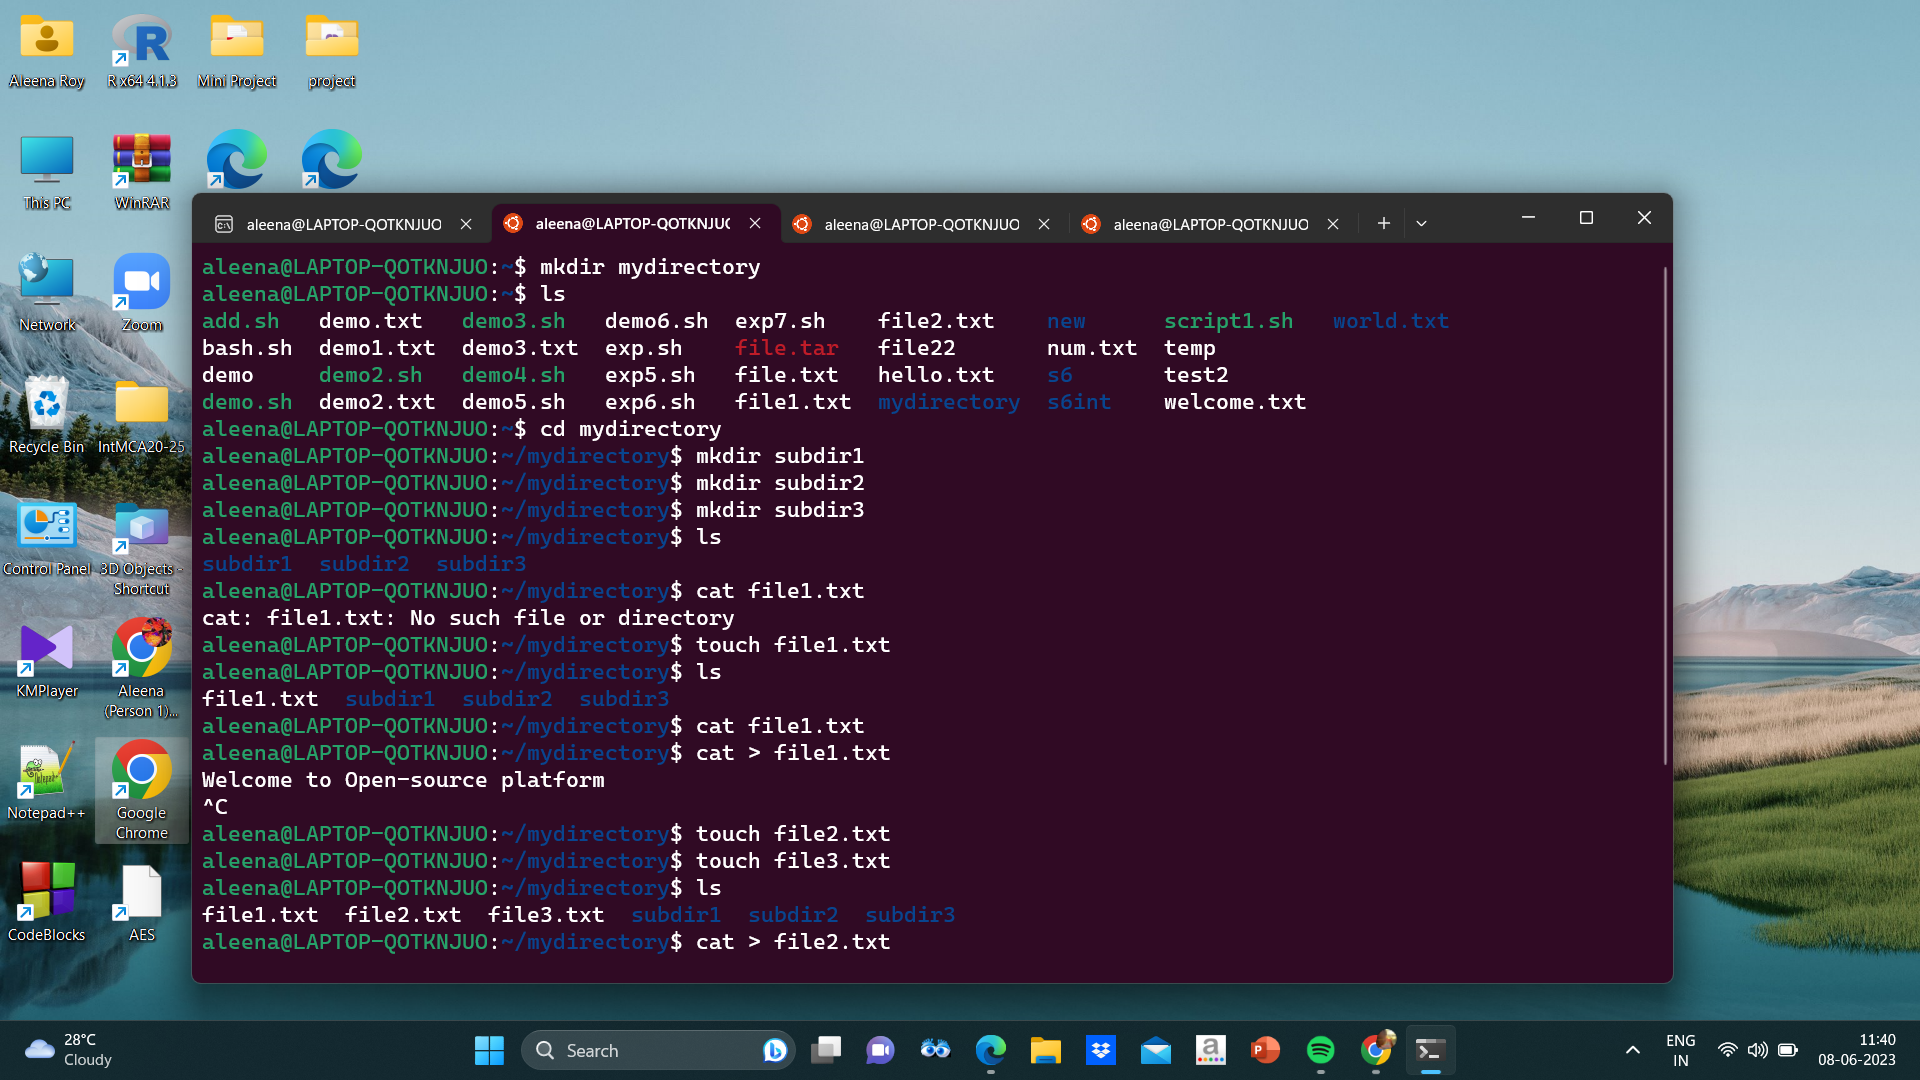 Aleena Roy
R x64 4.1.3
Mini Project
project
This PC
WinRAR
Network
Zoom
Recycle Bin
IntMCA20-25
Control Panel
3D Objects -
Shortcut
KMPlayer
Aleena
(Person 1)...
Notepad++
Google
Chrome
CodeBlocks
AES
aleena@LAPTOP-QOTKNJUO
aleena@LAPTOP-QOTKNJUO
aleena@LAPTOP-QOTKNJUO
aleena@LAPTOP-QOTKNJUO
aleena@LAPTOP-QOTKNJUO:~$ mkdir mydirectory
aleena@LAPTOP-QOTKNJUO:~$ ls
add.sh demo.txt demo3.sh demo6.sh exp7.sh file2.txt new script1.sh world.txt
bash.sh demo1.txt demo3.txt exp.sh file.tar file22 num.txt temp
demo demo2.sh demo4.sh exp5.sh file.txt hello.txt s6 test2
demo.sh demo2.txt demo5.sh exp6.sh file1.txt mydirectory s6int welcome.txt
aleena@LAPTOP-QOTKNJUO:~$ cd mydirectory
aleena@LAPTOP-QOTKNJUO:~/mydirectory$ mkdir subdir1
aleena@LAPTOP-QOTKNJUO:~/mydirectory$ mkdir subdir2
aleena@LAPTOP-QOTKNJUO:~/mydirectory$ mkdir subdir3
aleena@LAPTOP-QOTKNJUO:~/mydirectory$ ls
subdir1 subdir2 subdir3
aleena@LAPTOP-QOTKNJUO:~/mydirectory$ cat file1.txt
cat: file1.txt: No such file or directory
aleena@LAPTOP-QOTKNJUO:~/mydirectory$ touch file1.txt
aleena@LAPTOP-QOTKNJUO:~/mydirectory$ ls
file1.txt subdir1 subdir2 subdir3
aleena@LAPTOP-QOTKNJUO:~/mydirectory$ cat file1.txt
aleena@LAPTOP-QOTKNJUO:~/mydirectory$ cat > file1.txt
Welcome to Open-source platform
^C
aleena@LAPTOP-QOTKNJUO:~/mydirectory$ touch file2.txt
aleena@LAPTOP-QOTKNJUO:~/mydirectory$ touch file3.txt
aleena@LAPTOP-QOTKNJUO:~/mydirectory$ ls
file1.txt file2.txt file3.txt subdir1 subdir2 subdir3
aleena@LAPTOP-QOTKNJUO:~/mydirectory$ cat > file2.txt
28°C
Cloudy
Search
ENG
IN
11:40
08-06-2023